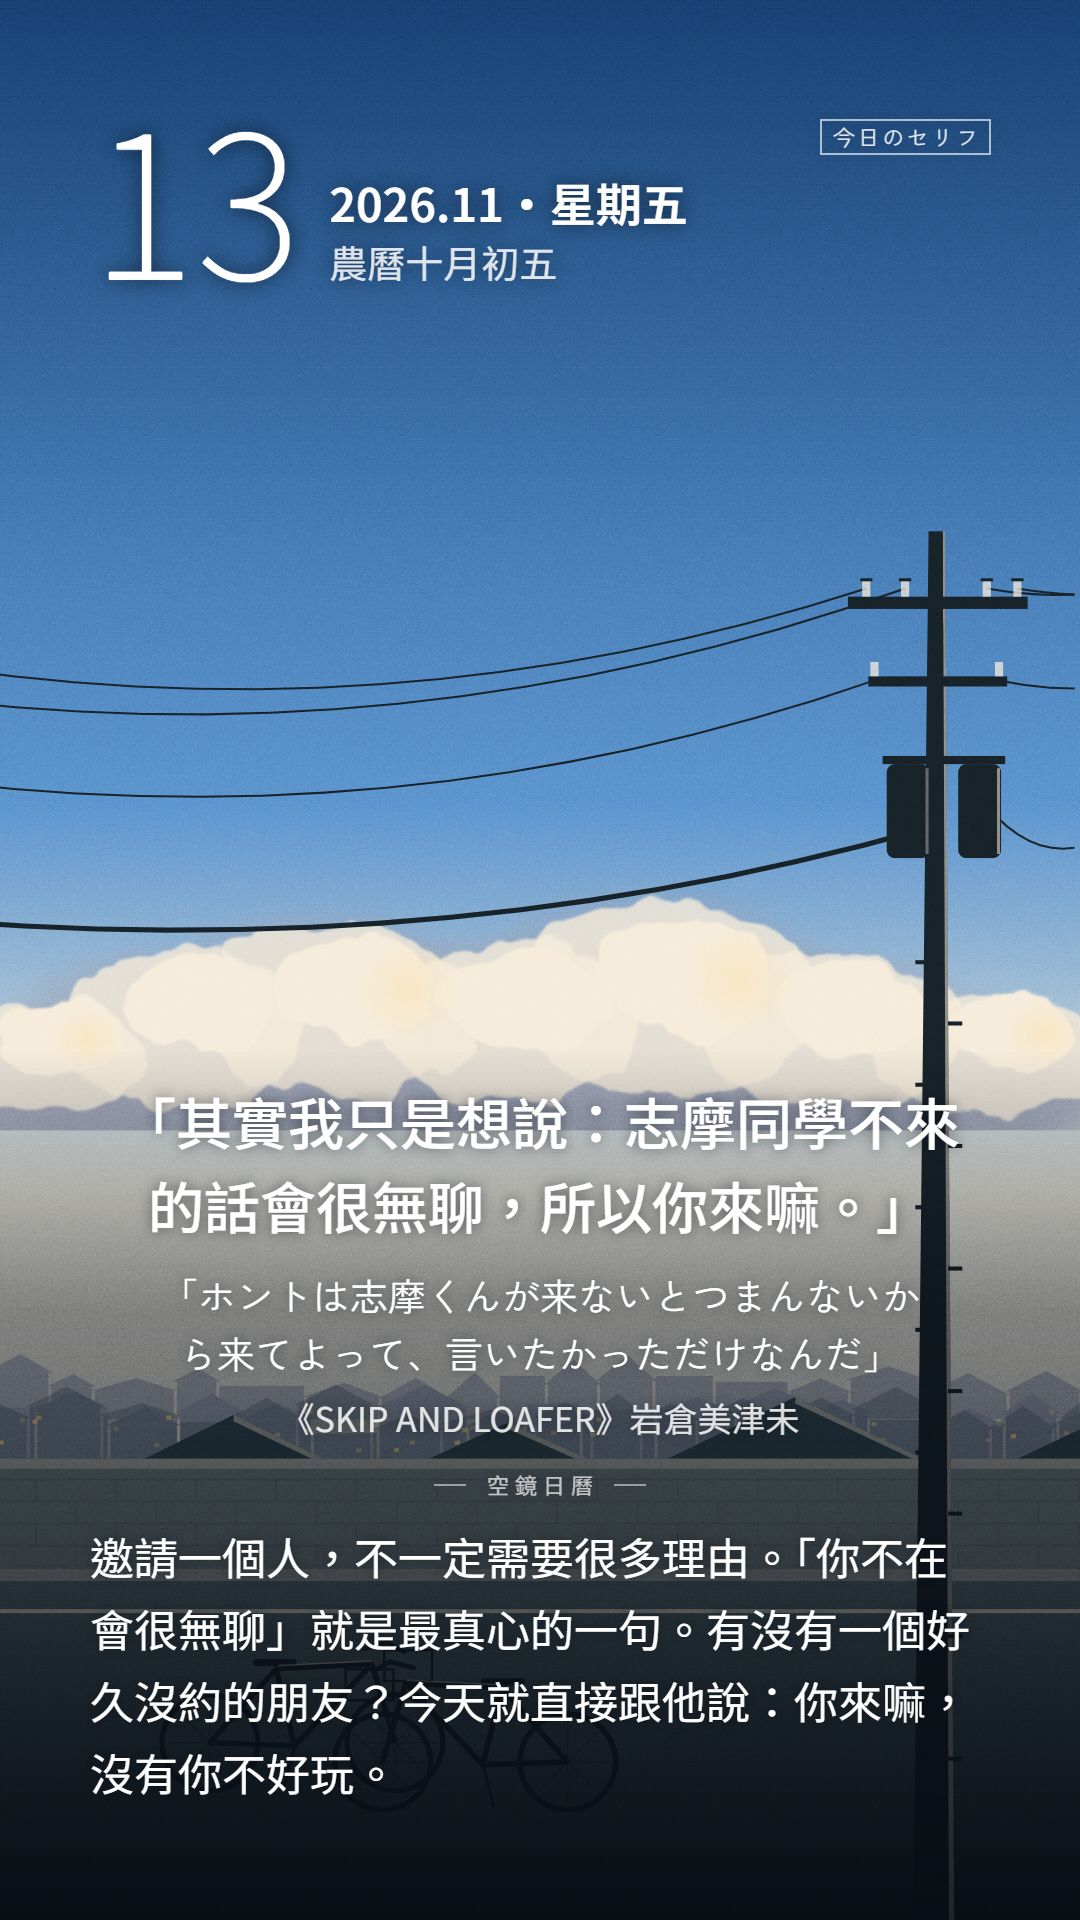 13
2026.11・星期五
農曆十月初五
今日のセリフ
「其實我只是想說：志摩同學不來
的話會很無聊，所以你來嘛。」
「ホントは志摩くんが来ないとつまんないか
ら来てよって、言いたかっただけなんだ」
《SKIP AND LOAFER》岩倉美津未
空鏡日曆
邀請一個人，不一定需要很多理由。「你不在
會很無聊」就是最真心的一句。有沒有一個好
久沒約的朋友？今天就直接跟他說：你來嘛，
沒有你不好玩。